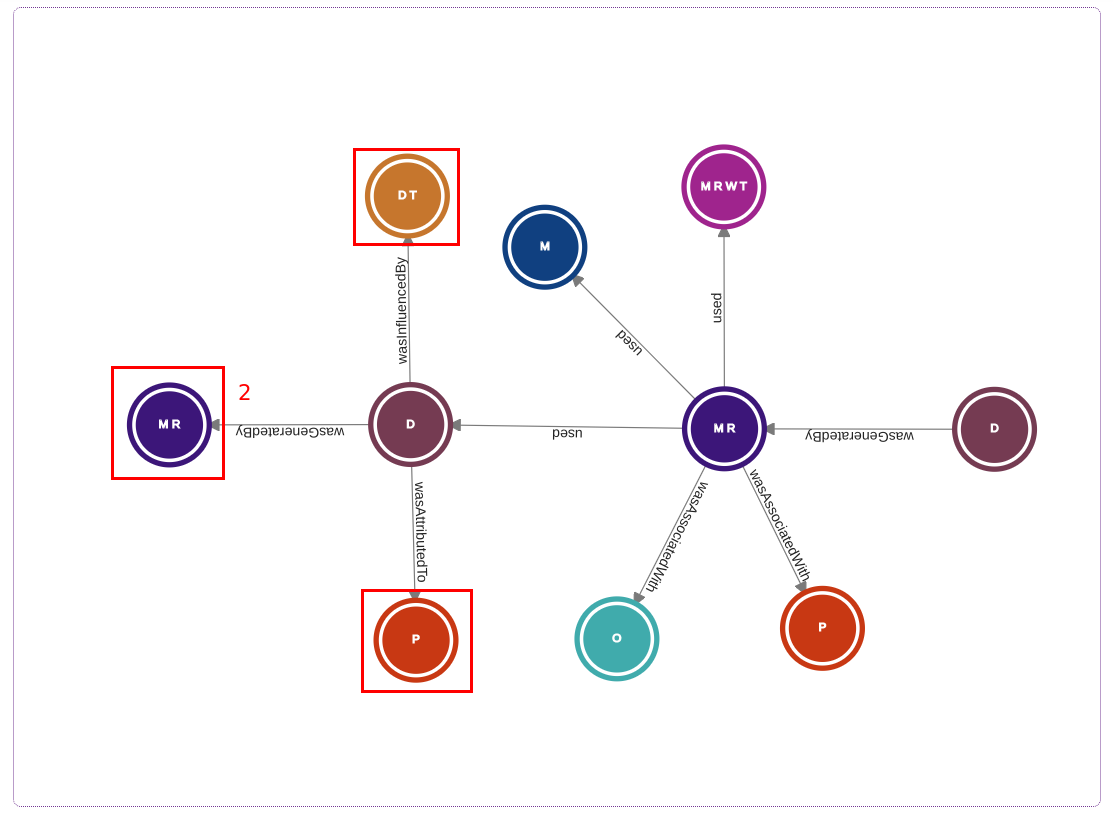 MRWT
DT
M
wasInfluencedBy
used
used
MR
2
wasGeneratedBy
D
used
MR
wasGeneratedBy
D
wasAttributedTo
wasAssociatedWith
wasAssociatedWith
P
O
P